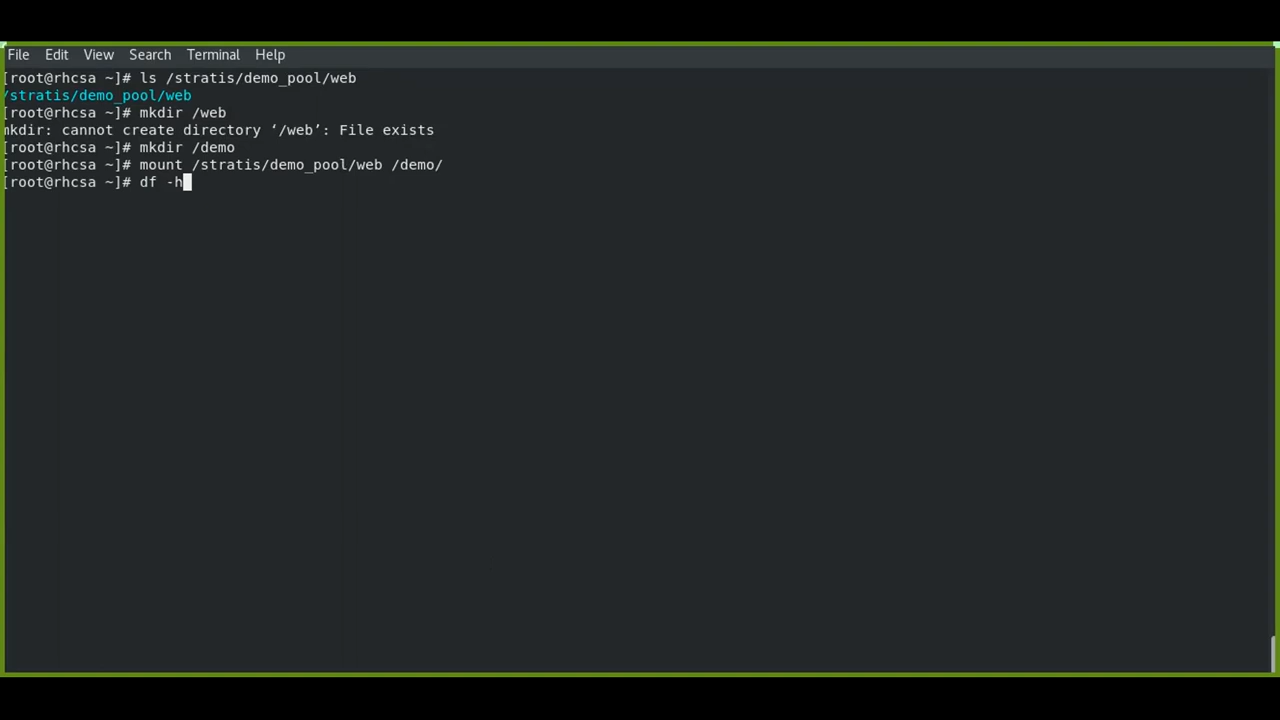 File Edit View Search Terminal Help
[root@rhcsa ~]# ls /stratis/demo_pool/web
/stratis/demo_pool/web
[root@rhcsa ~]# mkdir /web
mkdir: cannot create directory ‘/web’: File exists
[root@rhcsa ~]# mkdir /demo
[root@rhcsa ~]# mount /stratis/demo_pool/web /demo/
[root@rhcsa ~]# df -h